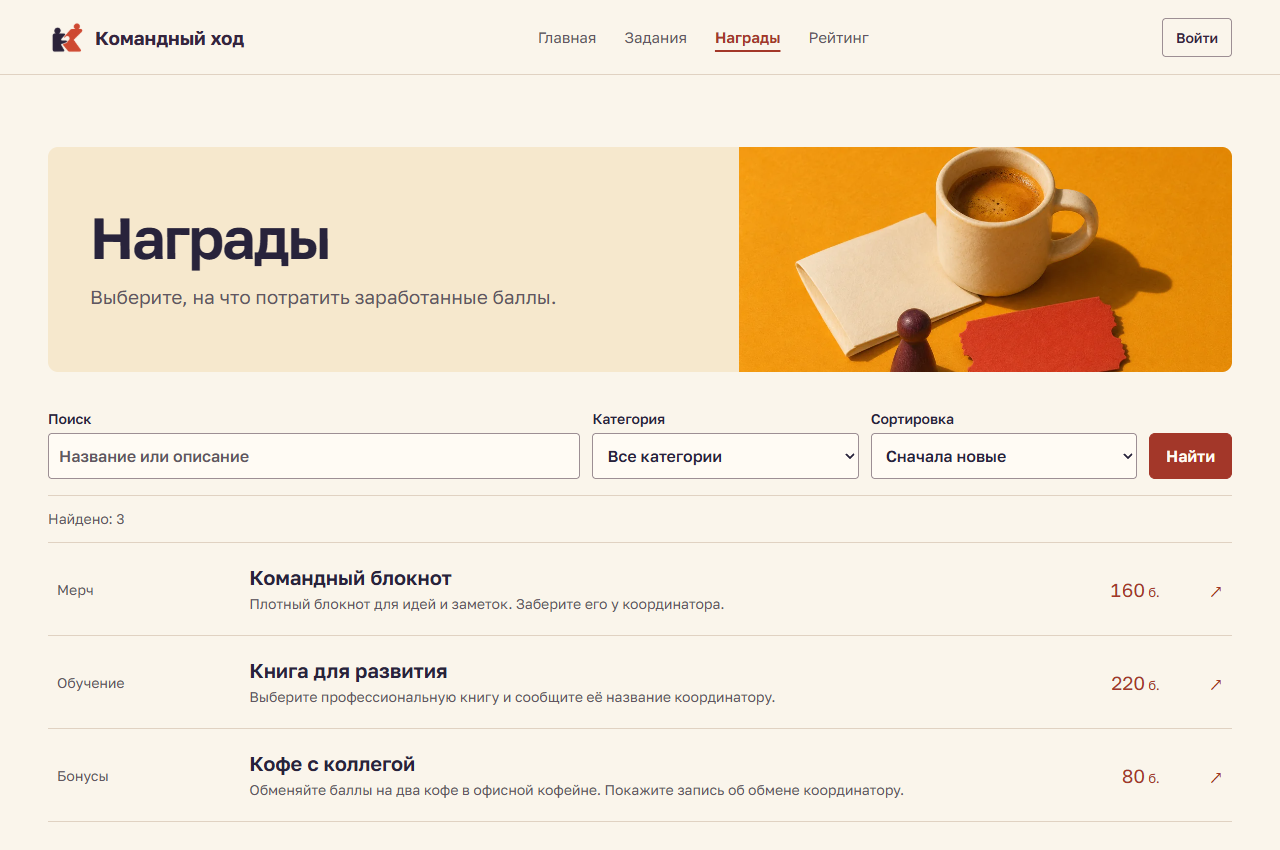 Командный ход
Главная
Задания
Награды
Рейтинг
Войти
Награды
Выберите, на что потратить заработанные баллы.
Поиск
Категория
Сортировка
Название или описание
Все категории
Сначала новые
Найти
Найдено: 3
Мерч
Командный блокнот
Плотный блокнот для идей и заметок. Заберите его у координатора.
160 б.
↗
Обучение
Книга для развития
Выберите профессиональную книгу и сообщите её название координатору.
220 б.
↗
Бонусы
Кофе с коллегой
Обменяйте баллы на два кофе в офисной кофейне. Покажите запись об обмене координатору.
80 б.
↗